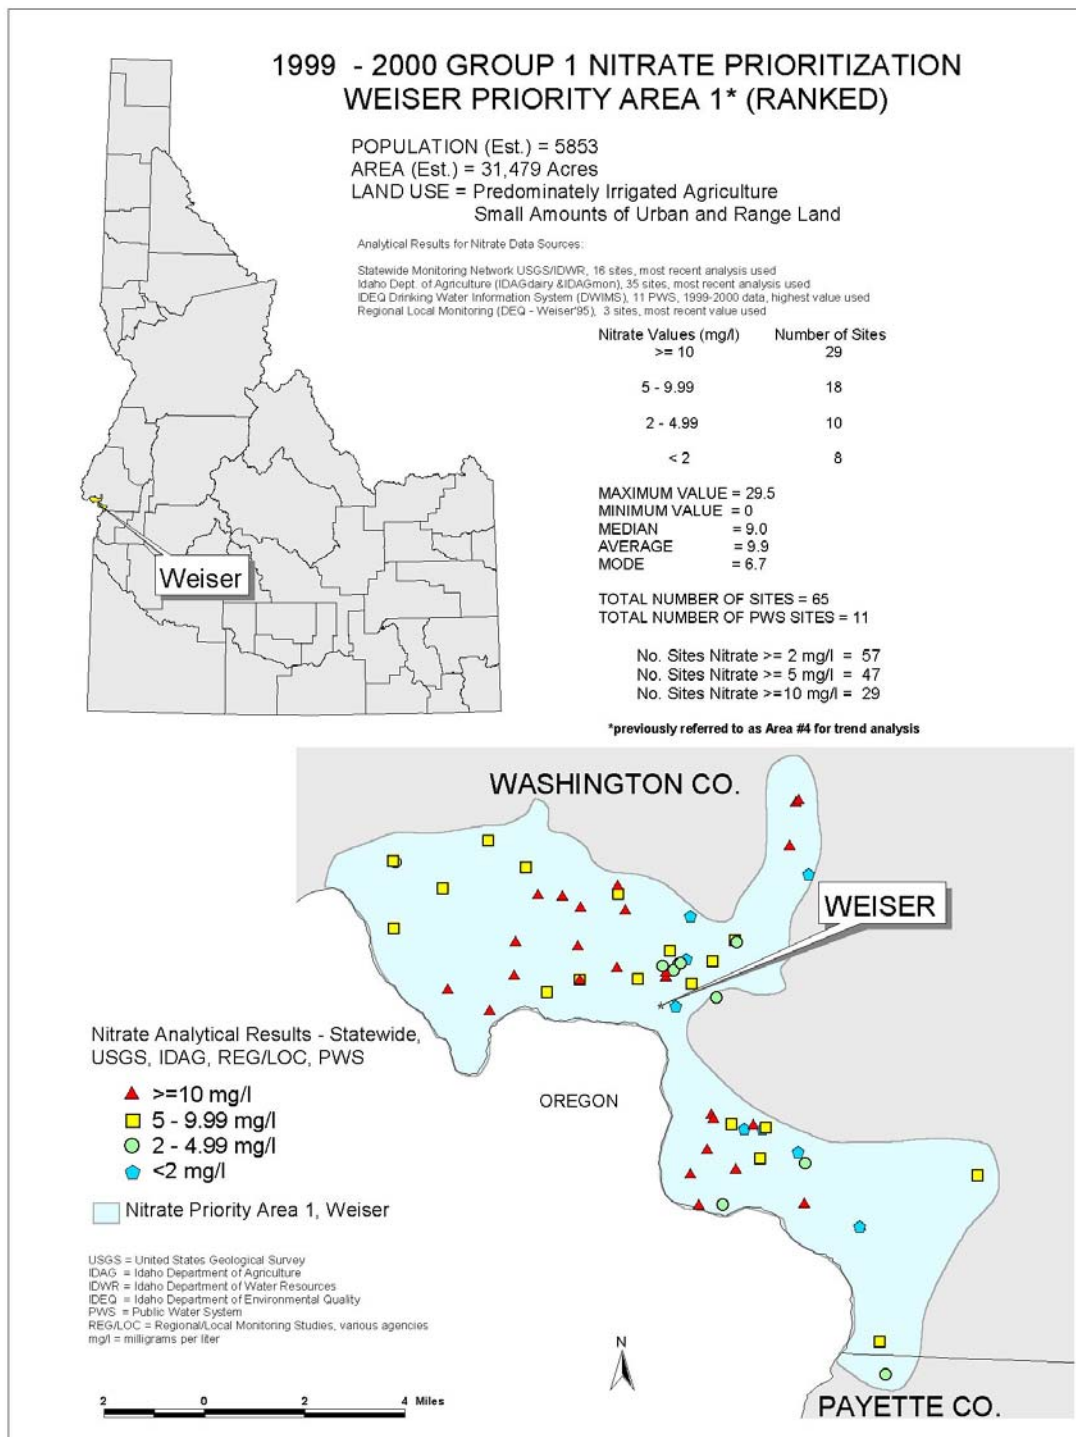 1999 - 2000 GROUP 1 NITRATE PRIORITIZATION
WEISER PRIORITY AREA 1* (RANKED)
POPULATION (Est.) = 5853
AREA (Est.) = 31,479 Acres
LAND USE = Predominately Irrigated Agriculture
Small Amounts of Urban and Range Land
Analytical Results for Nitrate Data Sources:
Statewide Monitoring Network USGS/IDWR, 16 sites, most recent analysis used
Idaho Dept. of Agriculture (IDAGdairy &IDAGmon), 35 sites, most recent analysis used
IDEQ Drinking Water Information System (DWIMS), 11 PWS, 1999-2000 data, highest value used
Regional Local Monitoring (DEQ - Weiser'95), 3 sites, most recent value used
Nitrate Values (mg/l) Number of Sites
>= 10 29
5 - 9.99 18
2 - 4.99 10
< 2 8
MAXIMUM VALUE = 29.5
MINIMUM VALUE = 0
MEDIAN = 9.0
AVERAGE = 9.9
MODE = 6.7
TOTAL NUMBER OF SITES = 65
TOTAL NUMBER OF PWS SITES = 11
No. Sites Nitrate >= 2 mg/l = 57
No. Sites Nitrate >= 5 mg/l = 47
No. Sites Nitrate >=10 mg/l = 29
*previously referred to as Area #4 for trend analysis
Weiser
WASHINGTON CO.
WEISER
OREGON
PAYETTE CO.
Nitrate Analytical Results - Statewide,
USGS, IDAG, REG/LOC, PWS
>=10 mg/l
5 - 9.99 mg/l
2 - 4.99 mg/l
<2 mg/l
Nitrate Priority Area 1, Weiser
USGS = United States Geological Survey
IDAG = Idaho Department of Agriculture
IDWR = Idaho Department of Water Resources
IDEQ = Idaho Department of Environmental Quality
PWS = Public Water System
REG/LOC = Regional/Local Monitoring Studies, various agencies
mg/l = milligrams per liter
N
2 0 2 4 Miles